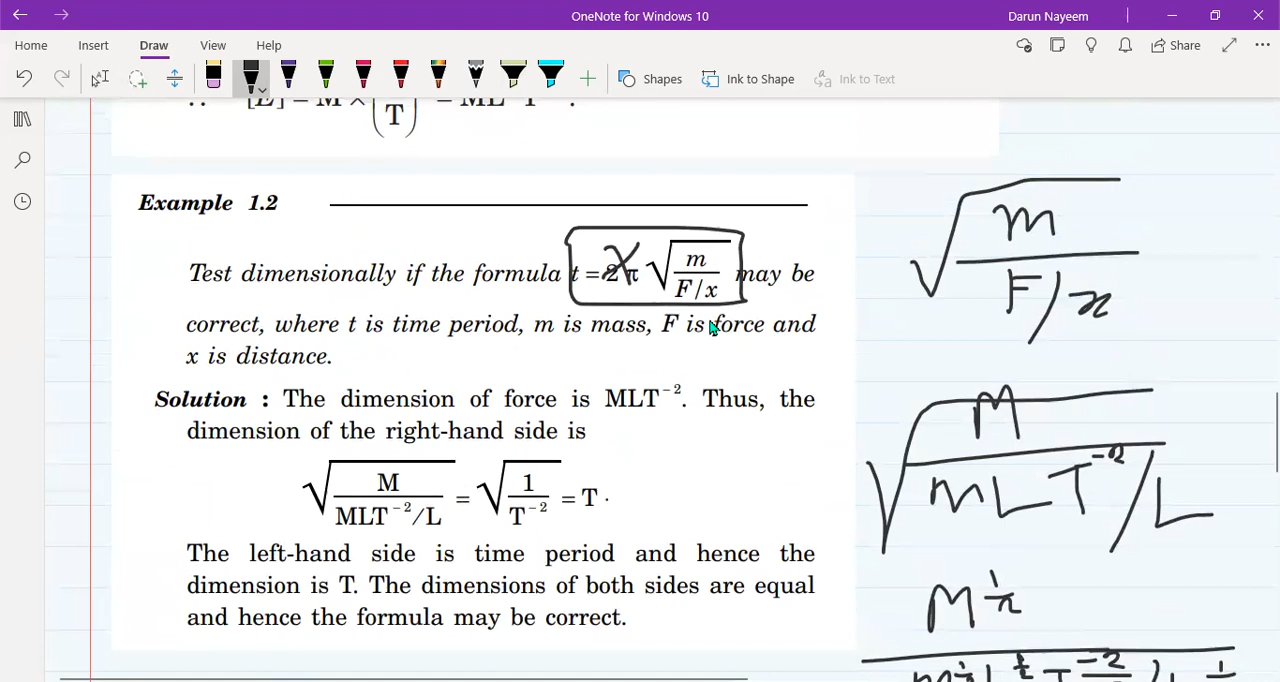 OneNote for Windows 10
Darun Nayeem
Home Insert Draw View Help
Share
Shapes
Ink to Shape
Ink to Text
∴ [E] = M × (
T) = ML T .
Example 1.2
Test dimensionally if the formula t = 2 π √(m / F/x) may be
correct, where t is time period, m is mass, F is force and
x is distance.
Solution : The dimension of force is MLT⁻². Thus, the
dimension of the right-hand side is
√(M / MLT⁻²/L) = √(1 / T⁻²) = T ·
The left-hand side is time period and hence the
dimension is T. The dimensions of both sides are equal
and hence the formula may be correct.
√(m
F/x)
√(M
MLT⁻²/L)
M